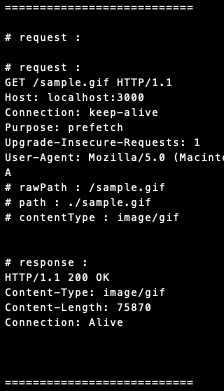 ===========================
# request :
# request :
GET /sample.gif HTTP/1.1
Host: localhost:3000
Connection: keep-alive
Purpose: prefetch
Upgrade-Insecure-Requests: 1
User-Agent: Mozilla/5.0 (Macinto
A
# rawPath : /sample.gif
# path : ./sample.gif
# contentType : image/gif
# response :
HTTP/1.1 200 OK
Content-Type: image/gif
Content-Length: 75870
Connection: Alive
===========================